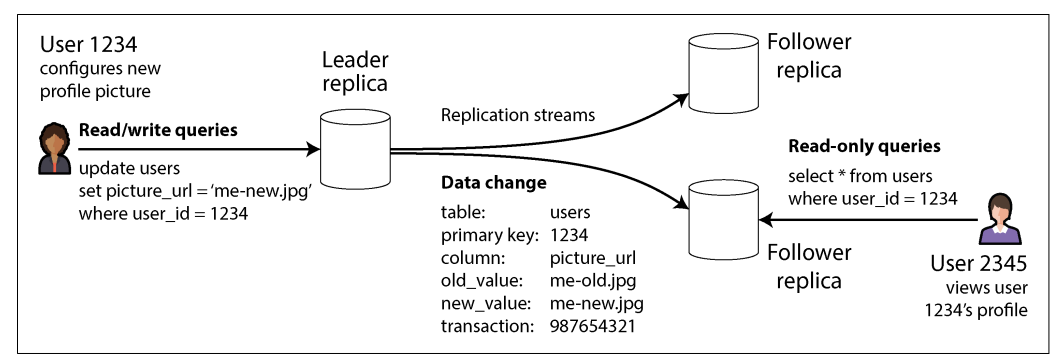 User 1234
configures new
profile picture
Read/write queries
update users
set picture_url = ‘me-new.jpg’
where user_id = 1234
Leader
replica
Replication streams
Data change
table: users
primary key: 1234
column: picture_url
old_value: me-old.jpg
new_value: me-new.jpg
transaction: 987654321
Follower
replica
Read-only queries
select * from users
where user_id = 1234
Follower
replica
User 2345
views user
1234’s profile